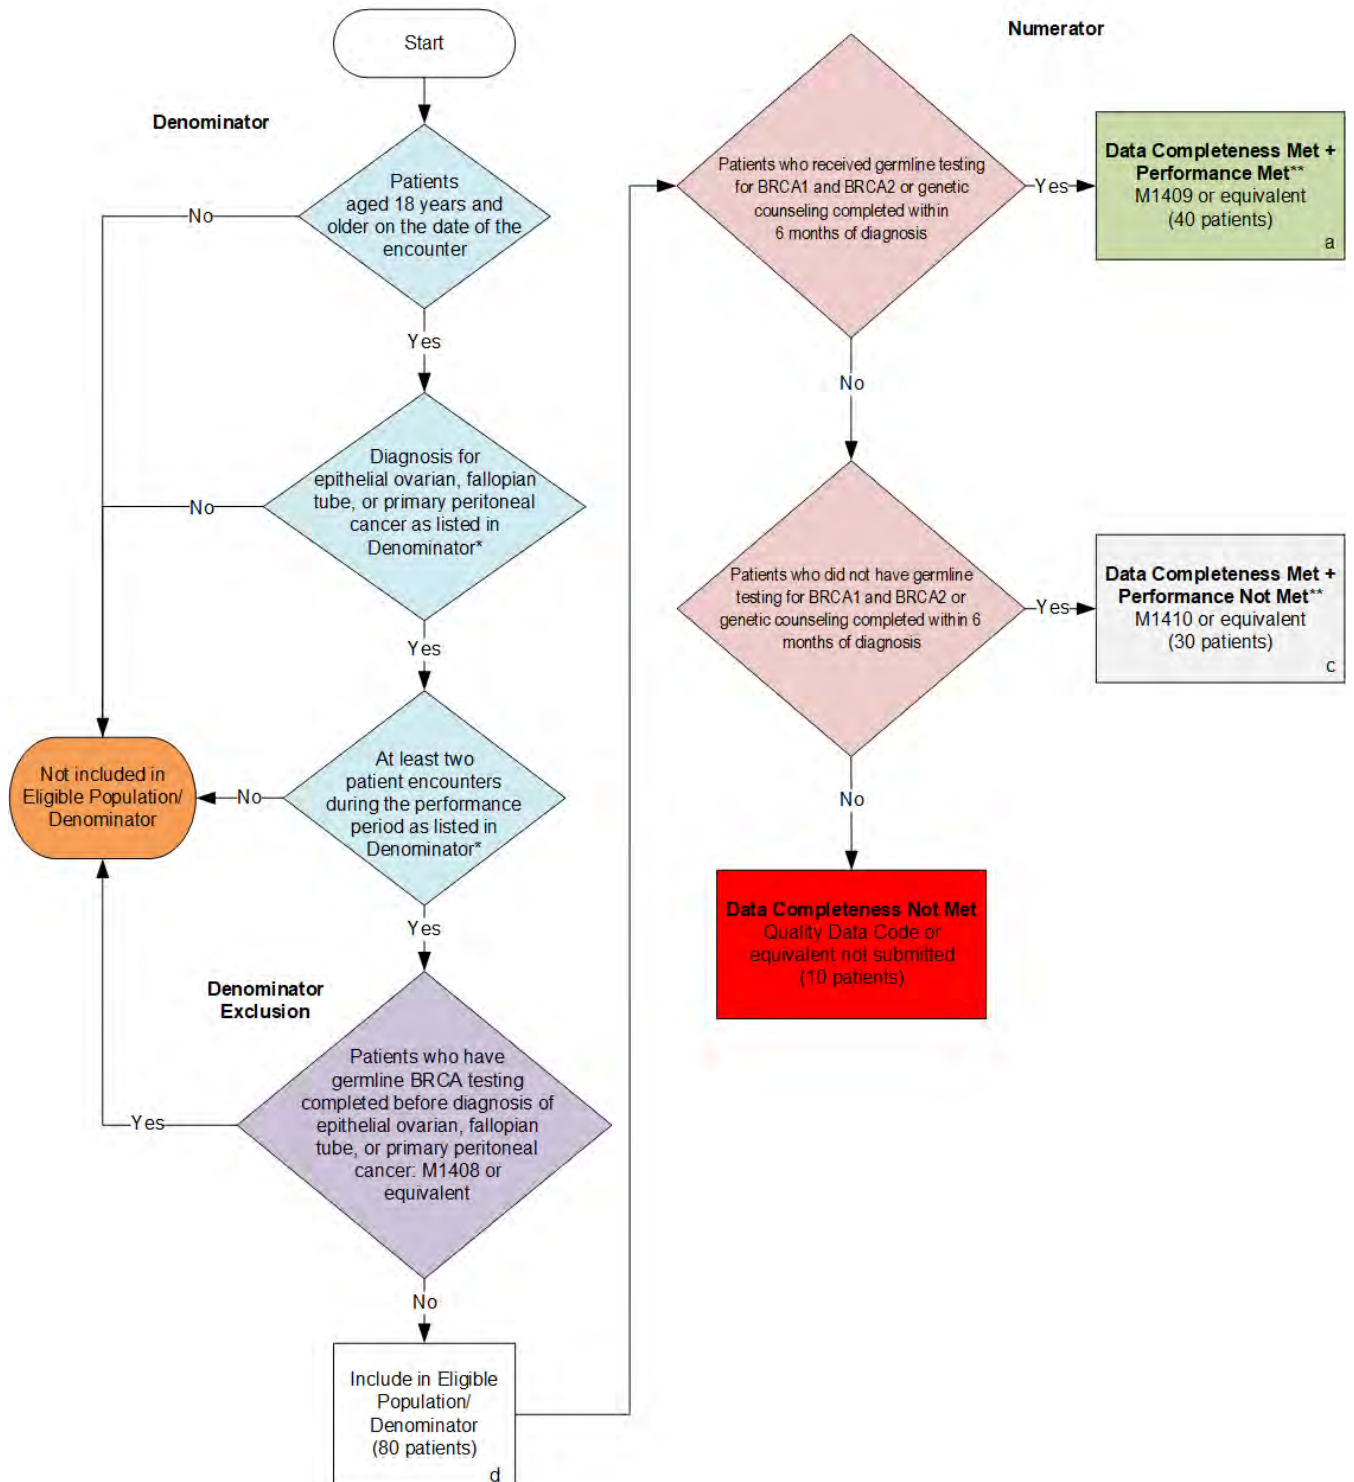 Start
Denominator
Patients
aged 18 years and
older on the date of the
encounter
No
Yes
Diagnosis for
epithelial ovarian, fallopian
tube, or primary peritoneal
cancer as listed in
Denominator*
No
Yes
At least two
patient encounters
during the performance
period as listed in
Denominator*
No
Not included in
Eligible Population/
Denominator
Yes
Denominator
Exclusion
Patients who have
germline BRCA testing
completed before diagnosis of
epithelial ovarian, fallopian
tube, or primary peritoneal
cancer: M1408 or
equivalent
Yes
No
Include in Eligible
Population/
Denominator
(80 patients)
d
Numerator
Patients who received germline testing
for BRCA1 and BRCA2 or genetic
counseling completed within
6 months of diagnosis
Yes
Data Completeness Met +
Performance Met**
M1409 or equivalent
(40 patients)
a
No
Patients who did not have germline
testing for BRCA1 and BRCA2 or
genetic counseling completed within 6
months of diagnosis
Yes
Data Completeness Met +
Performance Not Met**
M1410 or equivalent
(30 patients)
c
No
Data Completeness Not Met
Quality Data Code or
equivalent not submitted
(10 patients)